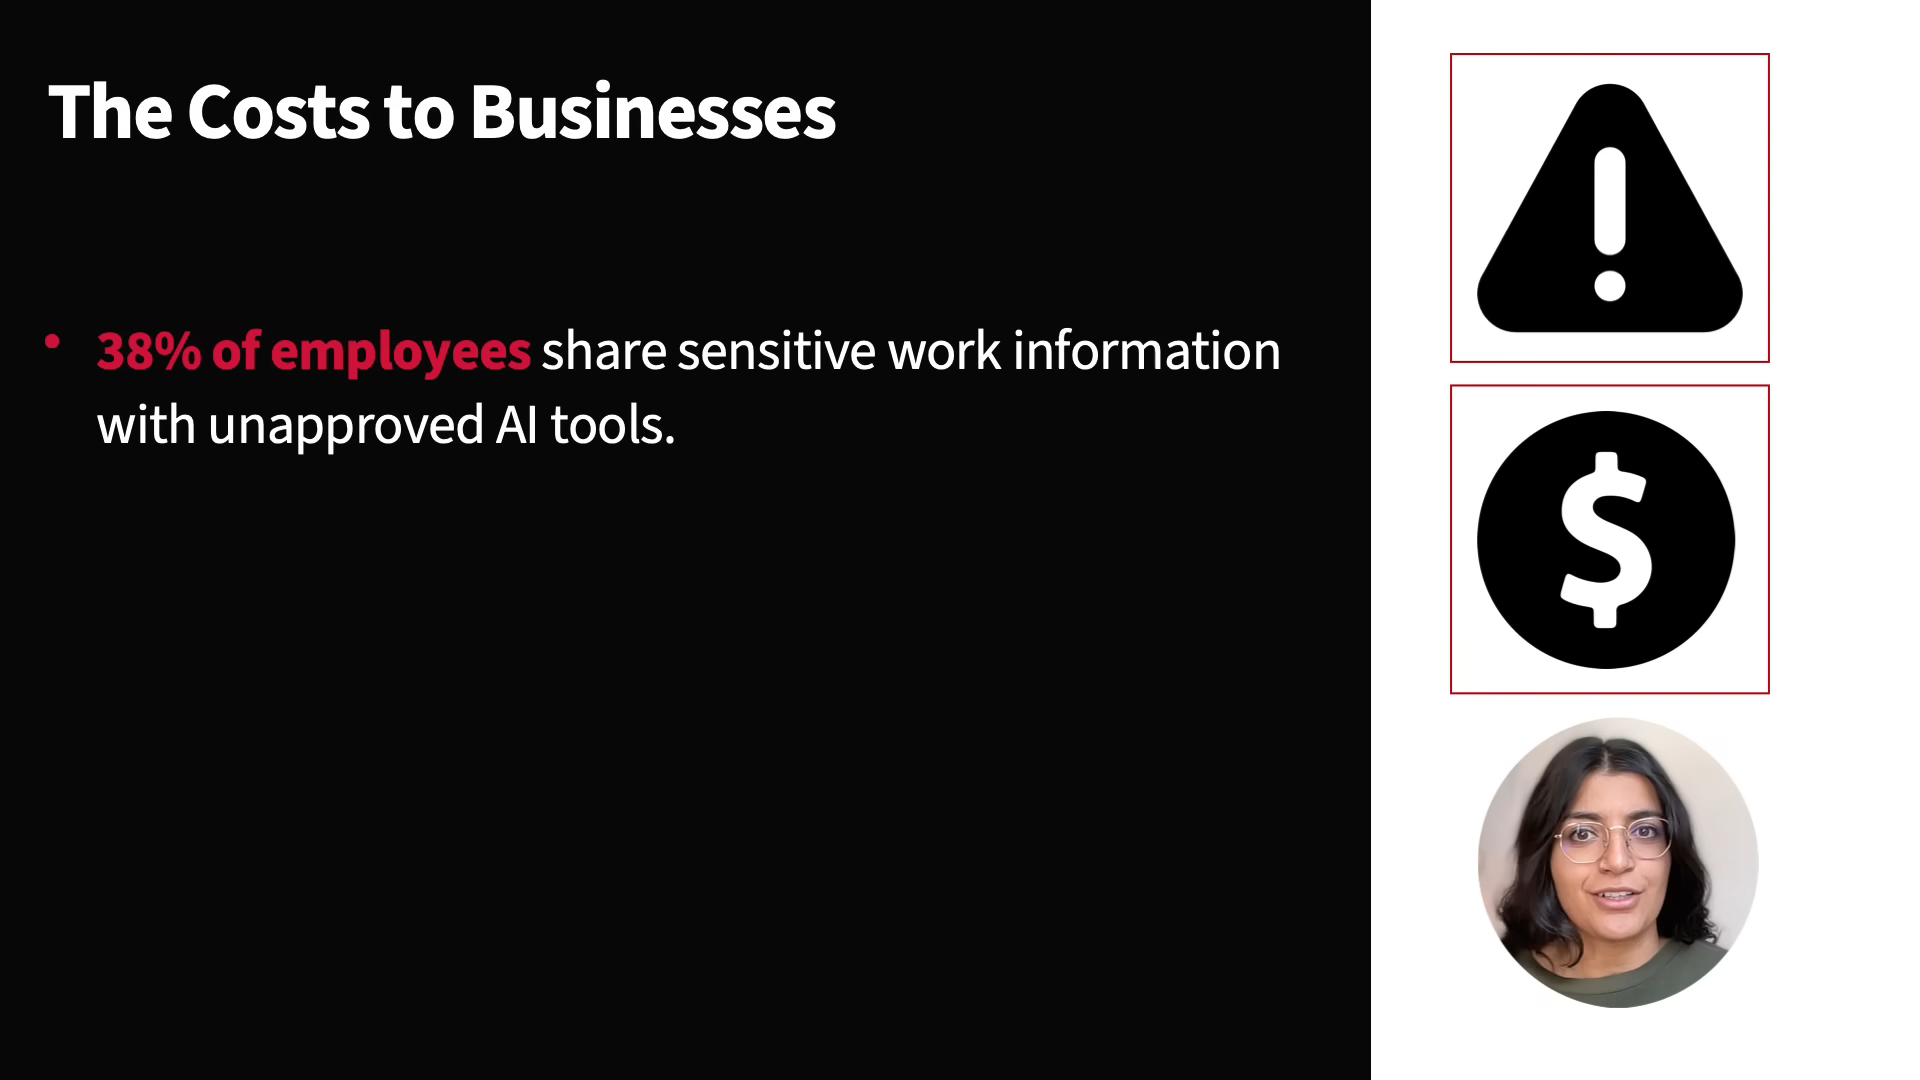 The Costs to Businesses
• 38% of employees share sensitive work information
with unapproved AI tools.
$